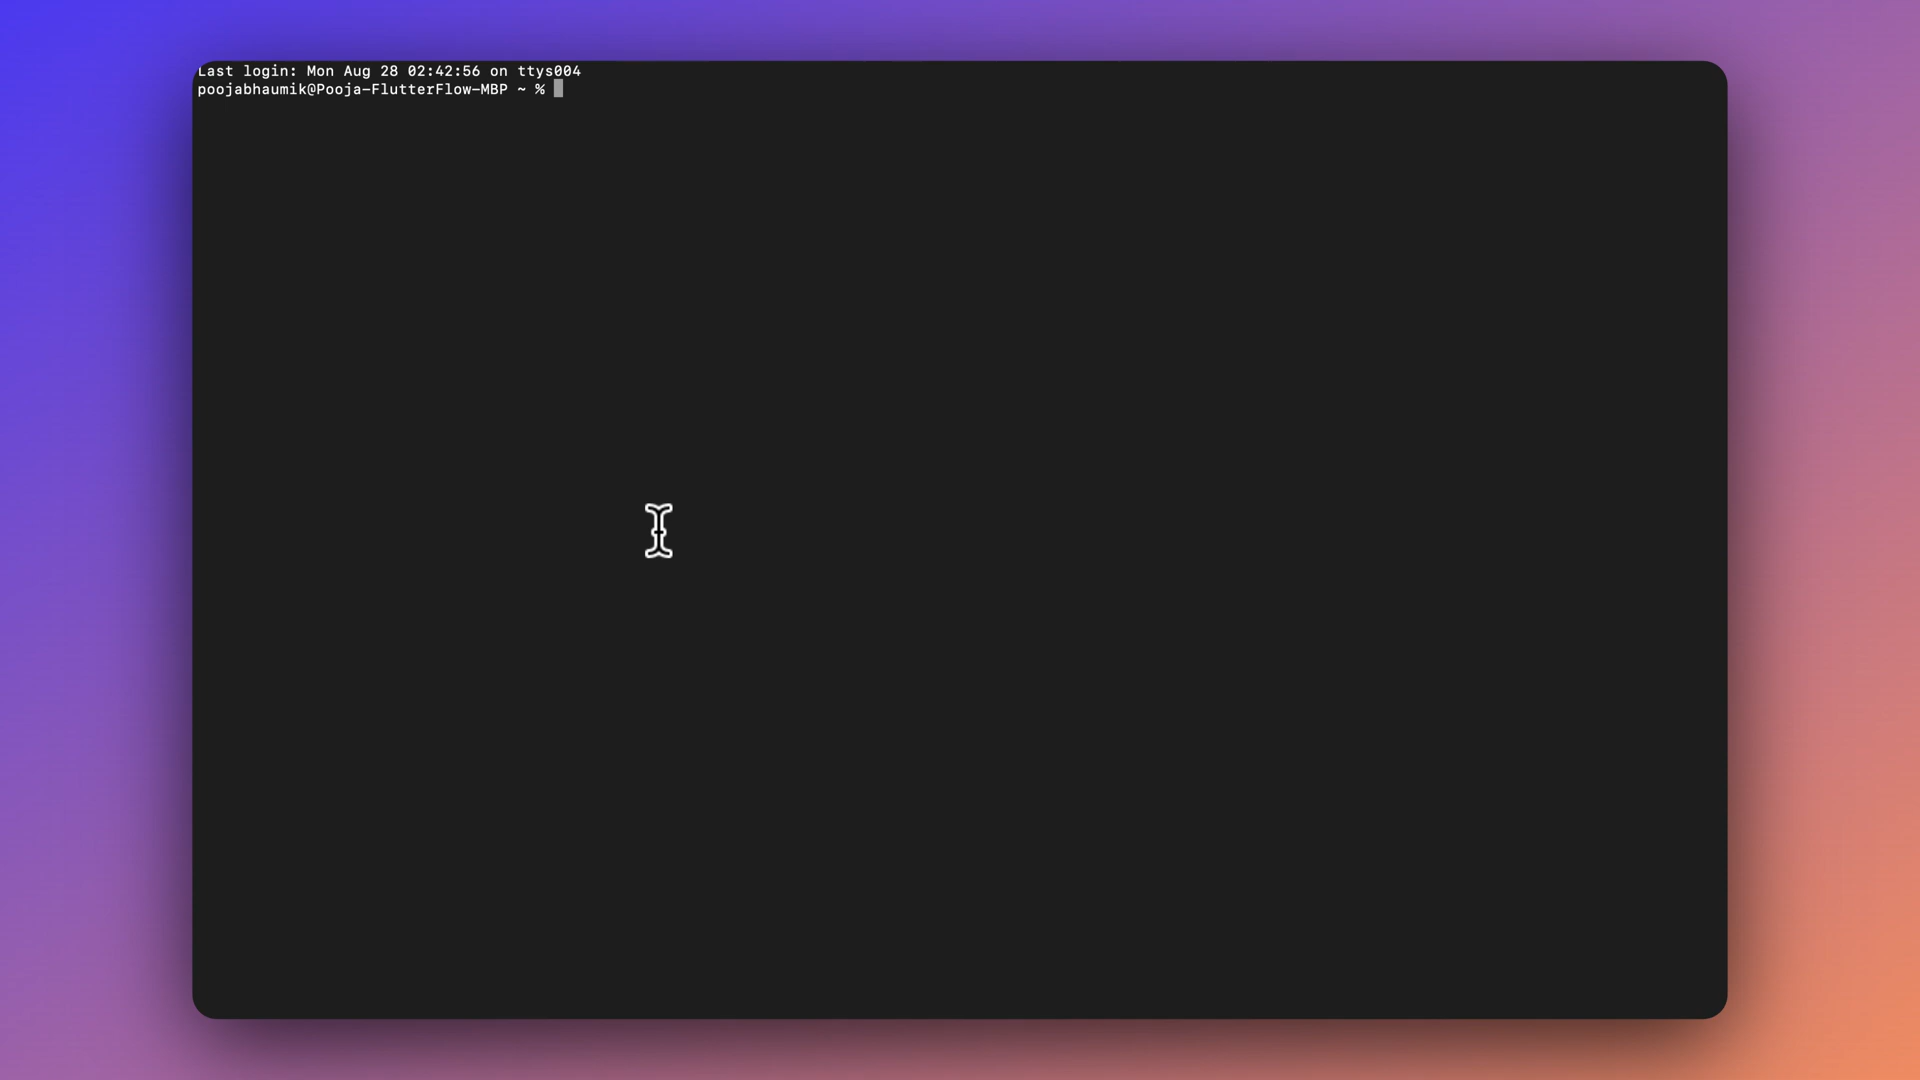 Last login: Mon Aug 28 02:42:56 on ttys004
poojabhaumik@Pooja-FlutterFlow-MBP ~ %